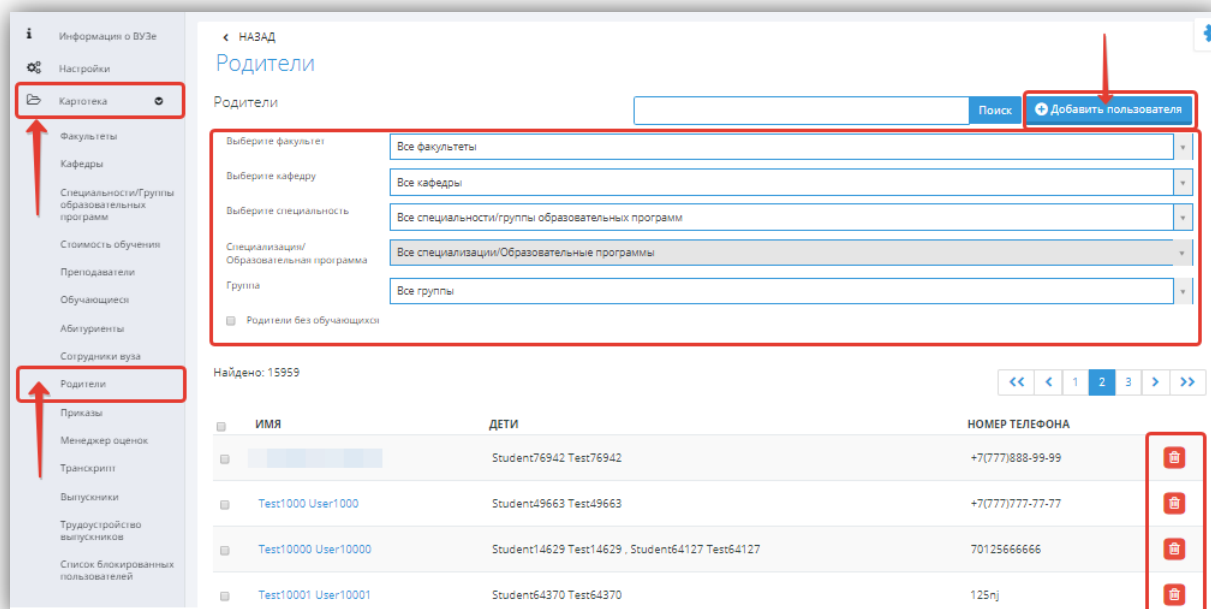 Информация о ВУЗе
Настройки
Картотека
Факультеты
Кафедры
Специальности/Группы
образовательных
программ
Стоимость обучения
Преподаватели
Обучающиеся
Абитуриенты
Сотрудники вуза
Родители
Приказы
Менеджер оценок
Транскрипт
Выпускники
Трудоустройство
выпускников
Список блокированных
пользователей
НАЗАД
Родители
Родители
Поиск
Добавить пользователя
Выберите факультет
Все факультеты
Выберите кафедру
Все кафедры
Выберите специальность
Все специальности/группы образовательных программ
Специализация/
Образовательная программа
Все специализации/Образовательные программы
Группа
Все группы
Родители без обучающихся
Найдено: 15959
<< < 1 2 3 > >>
ИМЯ ДЕТИ НОМЕР ТЕЛЕФОНА
Student76942 Test76942 +7(777)888-99-99
Test1000 User1000 Student49663 Test49663 +7(777)777-77-77
Test10000 User10000 Student14629 Test14629 , Student64127 Test64127 70125666666
Test10001 User10001 Student64370 Test64370 125nj